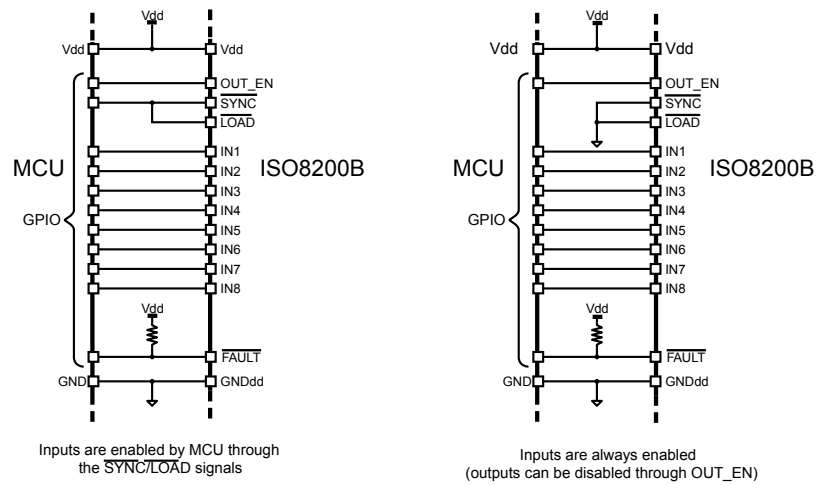 Vdd
Vdd
Vdd
OUT_EN
SYNC
LOAD
IN1
MCU
IN2
ISO8200B
IN3
IN4
GPIO
IN5
IN6
IN7
IN8
Vdd
FAULT
GND
GNDdd
Inputs are enabled by MCU through
the SYNC/LOAD signals
Vdd
Vdd
Vdd
OUT_EN
SYNC
LOAD
IN1
MCU
IN2
ISO8200B
IN3
IN4
GPIO
IN5
IN6
IN7
IN8
Vdd
FAULT
GND
GNDdd
Inputs are always enabled
(outputs can be disabled through OUT_EN)